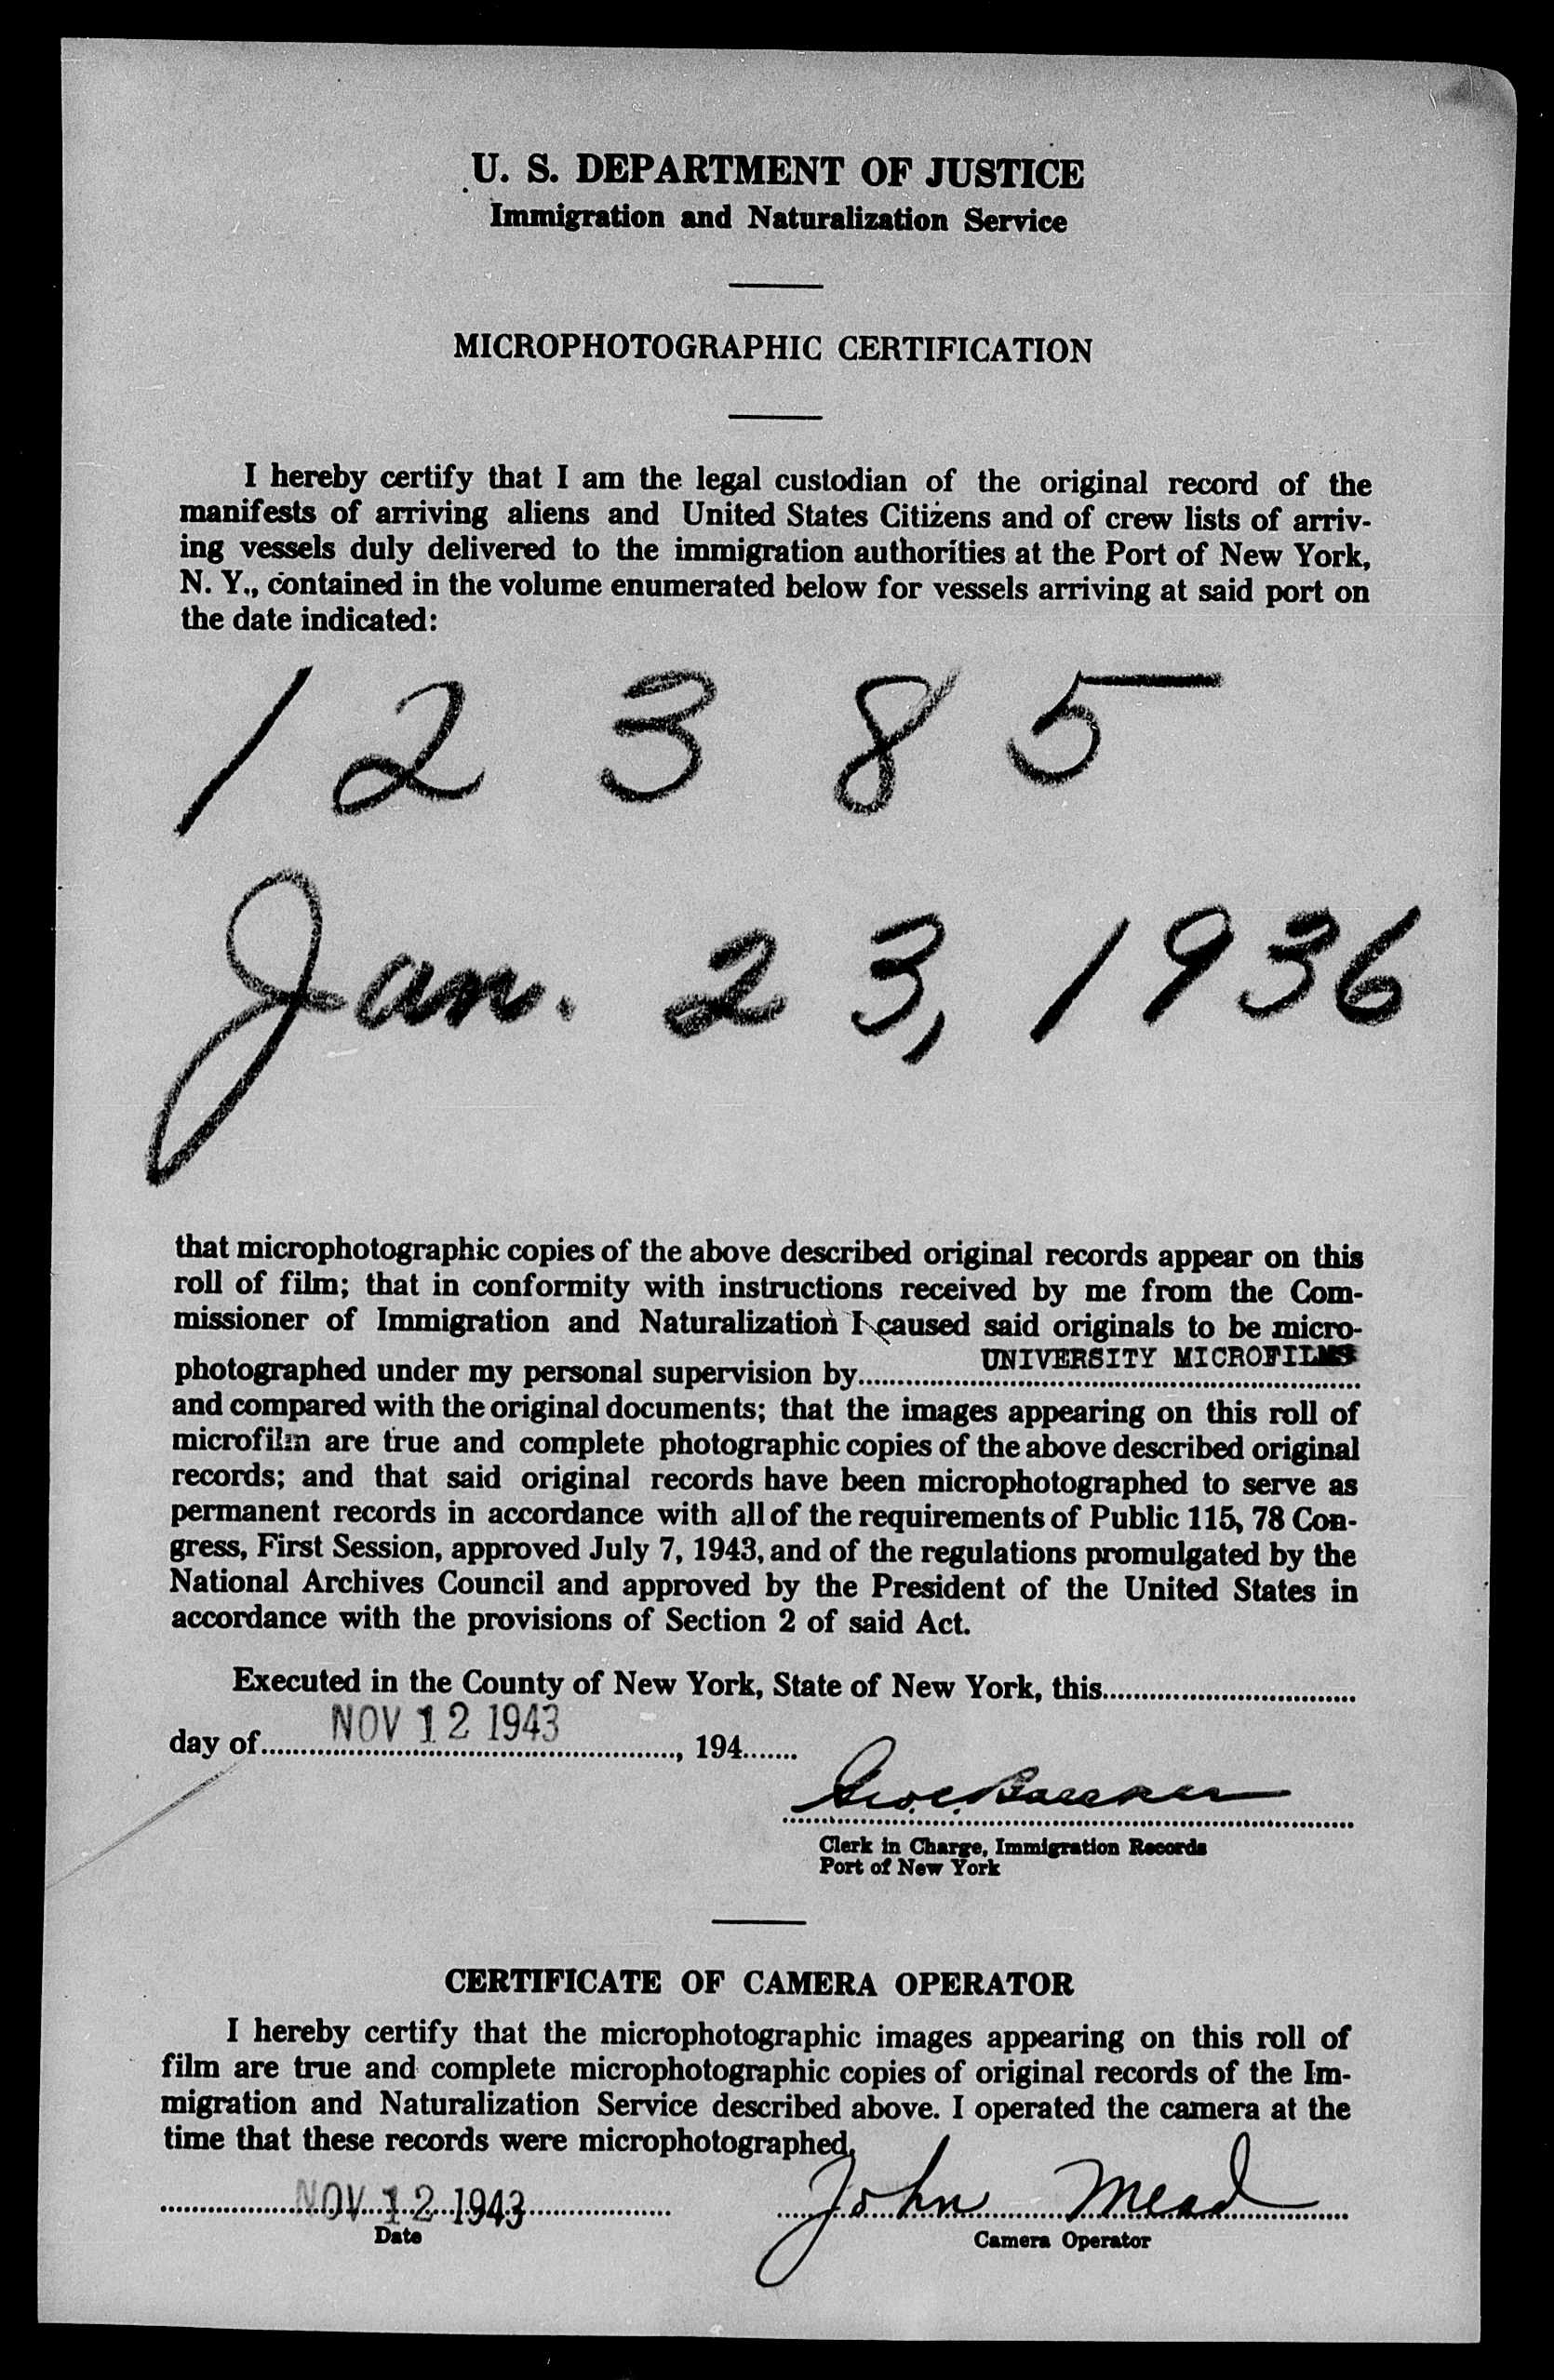 U. S. DEPARTMENT OF JUSTICE
Immigration and Naturalization Service
MICROPHOTOGRAPHIC CERTIFICATION
I hereby certify that I am the legal custodian of the original record of the
manifests of arriving aliens and United States Citizens and of crew lists of arriv-
ing vessels duly delivered to the immigration authorities at the Port of New York,
N. Y., contained in the volume enumerated below for vessels arriving at said port on
the date indicated:
12385
Jan. 23, 1936
that microphotographic copies of the above described original records appear on this
roll of film; that in conformity with instructions received by me from the Com-
missioner of Immigration and Naturalization I caused said originals to be micro-
photographed under my personal supervision by UNIVERSITY MICROFILMS
and compared with the original documents; that the images appearing on this roll of
microfilm are true and complete photographic copies of the above described original
records; and that said original records have been microphotographed to serve as
permanent records in accordance with all of the requirements of Public 115, 78 Con-
gress, First Session, approved July 7, 1943, and of the regulations promulgated by the
National Archives Council and approved by the President of the United States in
accordance with the provisions of Section 2 of said Act.
Executed in the County of New York, State of New York, this
day of NOV 12 1943, 194
Clerk in Charge, Immigration Records
Port of New York
CERTIFICATE OF CAMERA OPERATOR
I hereby certify that the microphotographic images appearing on this roll of
film are true and complete microphotographic copies of original records of the Im-
migration and Naturalization Service described above. I operated the camera at the
time that these records were microphotographed.
NOV 12 1943 John Mead
Date Camera Operator